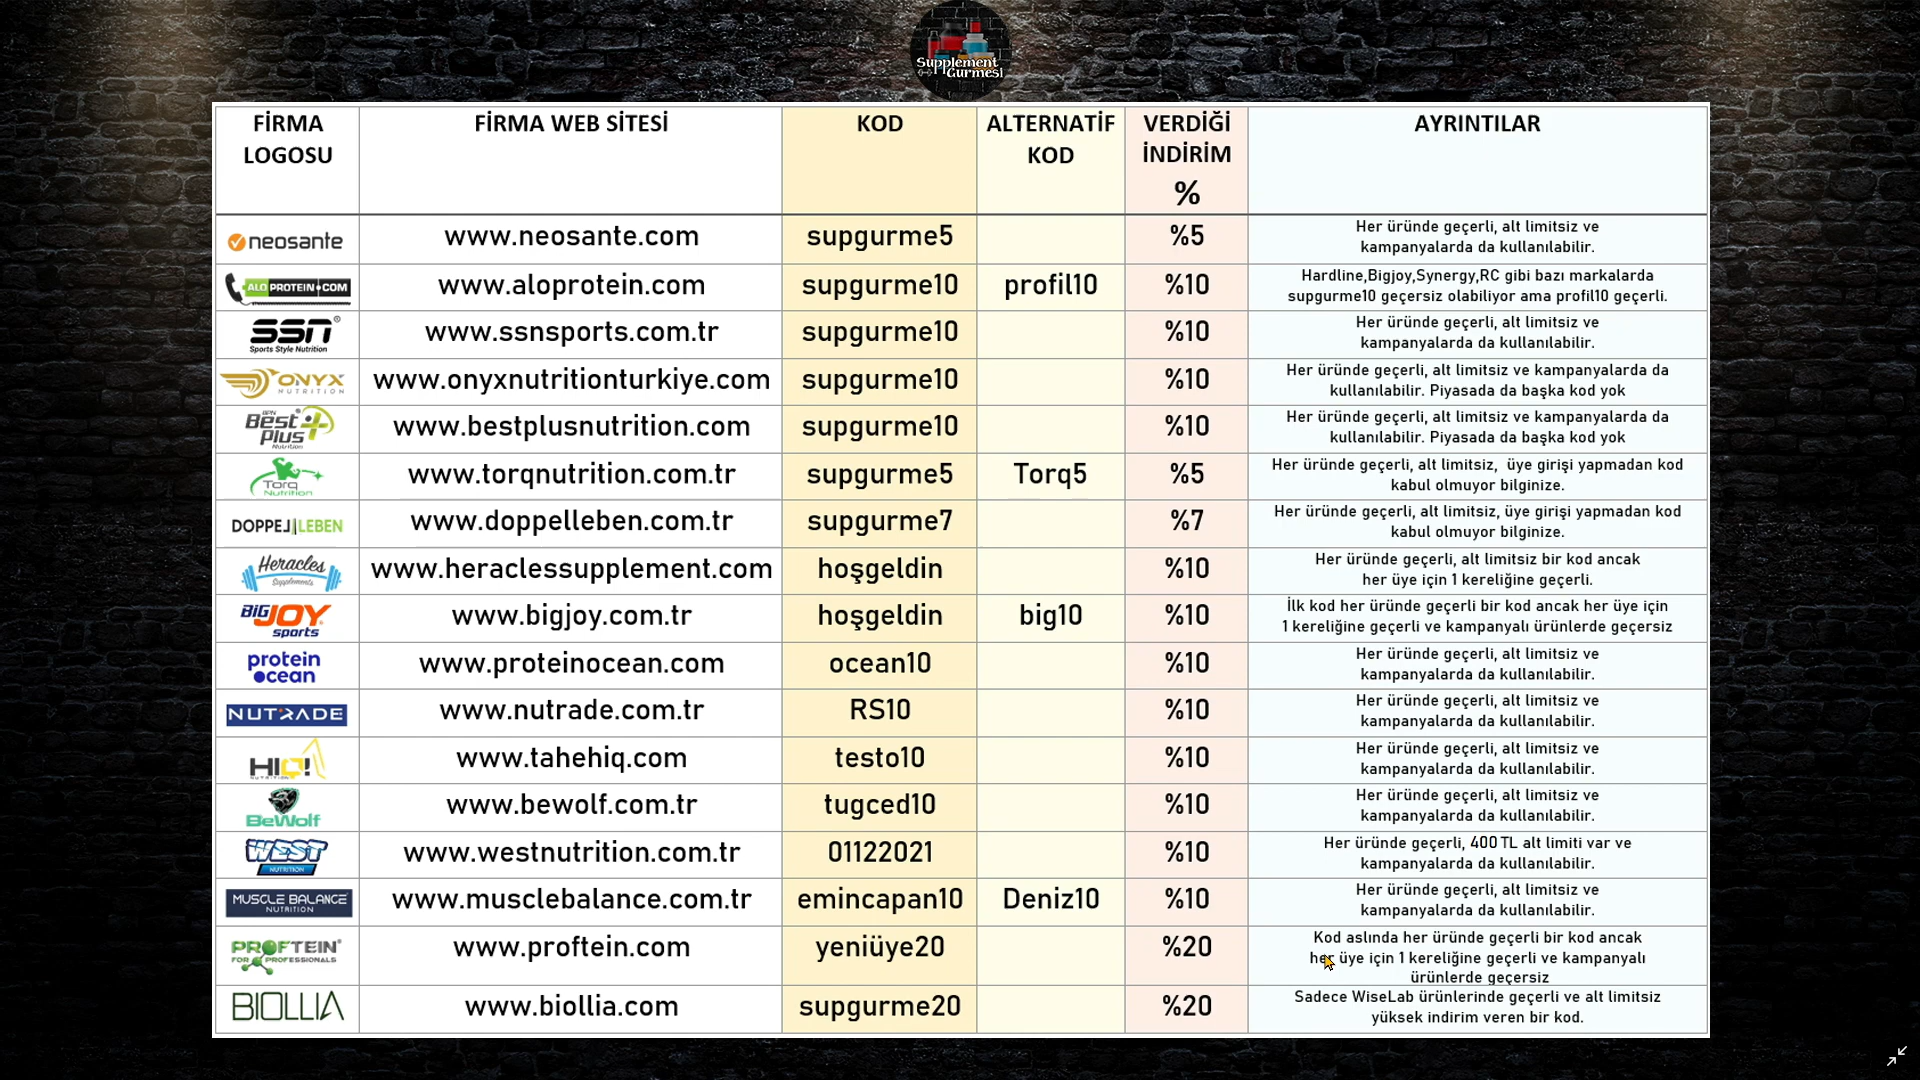 Supplement
Gurmesi
FİRMA
LOGOSU
FİRMA WEB SİTESİ
KOD
ALTERNATİF
KOD
VERDİĞİ
İNDİRİM
%
AYRINTILAR
neosante
www.neosante.com
supgurme5
%5
Her üründe geçerli, alt limitsiz ve
kampanyalarda da kullanılabilir.
ALOPROTEIN.COM
www.aloprotein.com
supgurme10
profil10
%10
Hardline,Bigjoy,Synergy,RC gibi bazı markalarda
supgurme10 geçersiz olabiliyor ama profil10 geçerli.
SSN
Sports Style Nutrition
www.ssnsports.com.tr
supgurme10
%10
Her üründe geçerli, alt limitsiz ve
kampanyalarda da kullanılabilir.
ONYX
NUTRITION
www.onyxnutritionturkiye.com
supgurme10
%10
Her üründe geçerli, alt limitsiz ve kampanyalarda da
kullanılabilir. Piyasada da başka kod yok
BPN
Best
Plus
Nutrition
www.bestplusnutrition.com
supgurme10
%10
Her üründe geçerli, alt limitsiz ve kampanyalarda da
kullanılabilir. Piyasada da başka kod yok
Torq
Nutrition
www.torqnutrition.com.tr
supgurme5
Torq5
%5
Her üründe geçerli, alt limitsiz,  üye girişi yapmadan kod
kabul olmuyor bilginize.
DOPPEL LEBEN
www.doppelleben.com.tr
supgurme7
%7
Her üründe geçerli, alt limitsiz, üye girişi yapmadan kod
kabul olmuyor bilginize.
Heracles
Supplements
www.heraclessupplement.com
hoşgeldin
%10
Her üründe geçerli, alt limitsiz bir kod ancak
her üye için 1 kereliğine geçerli.
BIGJOY
sports
www.bigjoy.com.tr
hoşgeldin
big10
%10
İlk kod her üründe geçerli bir kod ancak her üye için
1 kereliğine geçerli ve kampanyalı ürünlerde geçersiz
protein
ocean
www.proteinocean.com
ocean10
%10
Her üründe geçerli, alt limitsiz ve
kampanyalarda da kullanılabilir.
NUTRADE
www.nutrade.com.tr
RS10
%10
Her üründe geçerli, alt limitsiz ve
kampanyalarda da kullanılabilir.
HIQ!
NUTRITION
www.tahehiq.com
testo10
%10
Her üründe geçerli, alt limitsiz ve
kampanyalarda da kullanılabilir.
BeWolf
www.bewolf.com.tr
tugced10
%10
Her üründe geçerli, alt limitsiz ve
kampanyalarda da kullanılabilir.
WEST
NUTRITION
www.westnutrition.com.tr
01122021
%10
Her üründe geçerli, 400 TL alt limiti var ve
kampanyalarda da kullanılabilir.
MUSCLE BALANCE
NUTRITION
www.musclebalance.com.tr
emincapan10
Deniz10
%10
Her üründe geçerli, alt limitsiz ve
kampanyalarda da kullanılabilir.
PROFTEIN
FOR PROFESSIONALS
www.proftein.com
yeniüye20
%20
Kod aslında her üründe geçerli bir kod ancak
her üye için 1 kereliğine geçerli ve kampanyalı
ürünlerde geçersiz
BIOLLIA
www.biollia.com
supgurme20
%20
Sadece WiseLab ürünlerinde geçerli ve alt limitsiz
yüksek indirim veren bir kod.